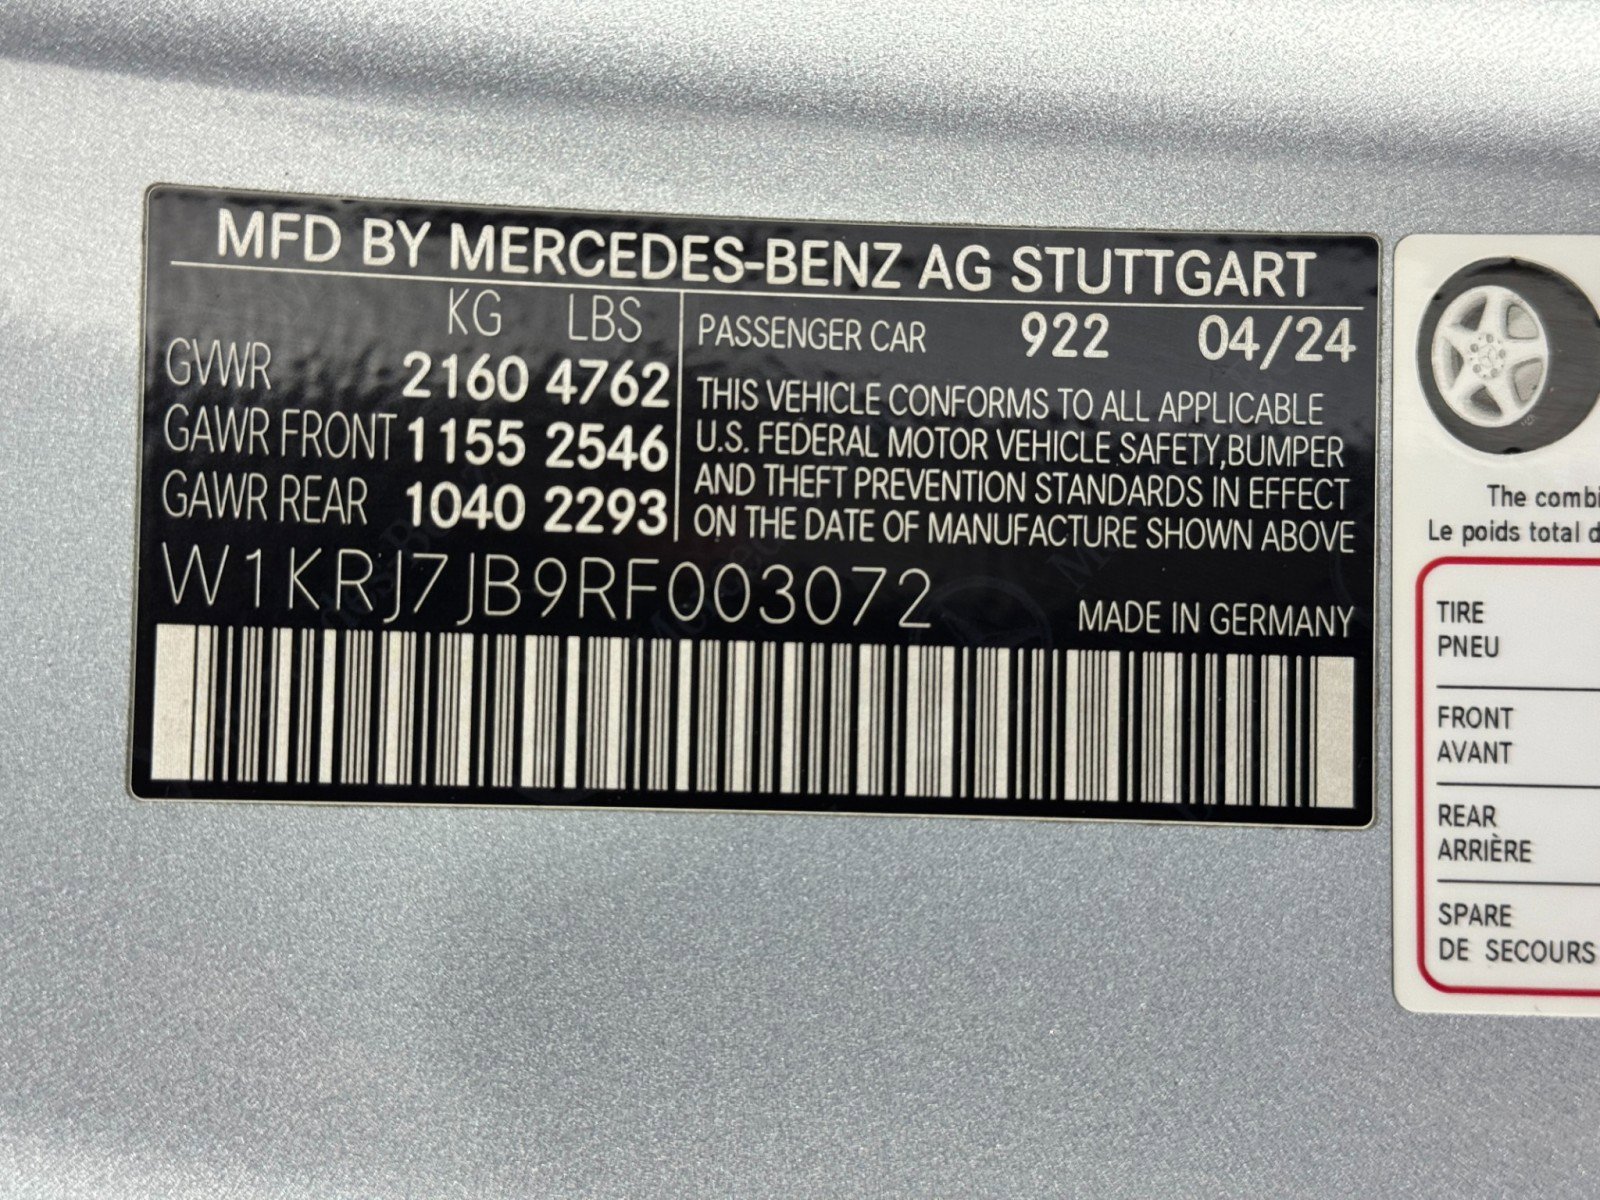 MFD BY MERCEDES-BENZ AG STUTTGART
KG LBS
GVWR 2160 4762
GAWR FRONT 1155 2546
GAWR REAR 1040 2293
PASSENGER CAR 922 04/24
THIS VEHICLE CONFORMS TO ALL APPLICABLE
U.S. FEDERAL MOTOR VEHICLE SAFETY,BUMPER
AND THEFT PREVENTION STANDARDS IN EFFECT
ON THE DATE OF MANUFACTURE SHOWN ABOVE
W1KRJ7JB9RF003072
MADE IN GERMANY
The combi
Le poids total d
TIRE
PNEU
FRONT
AVANT
REAR
ARRIÈRE
SPARE
DE SECOURS